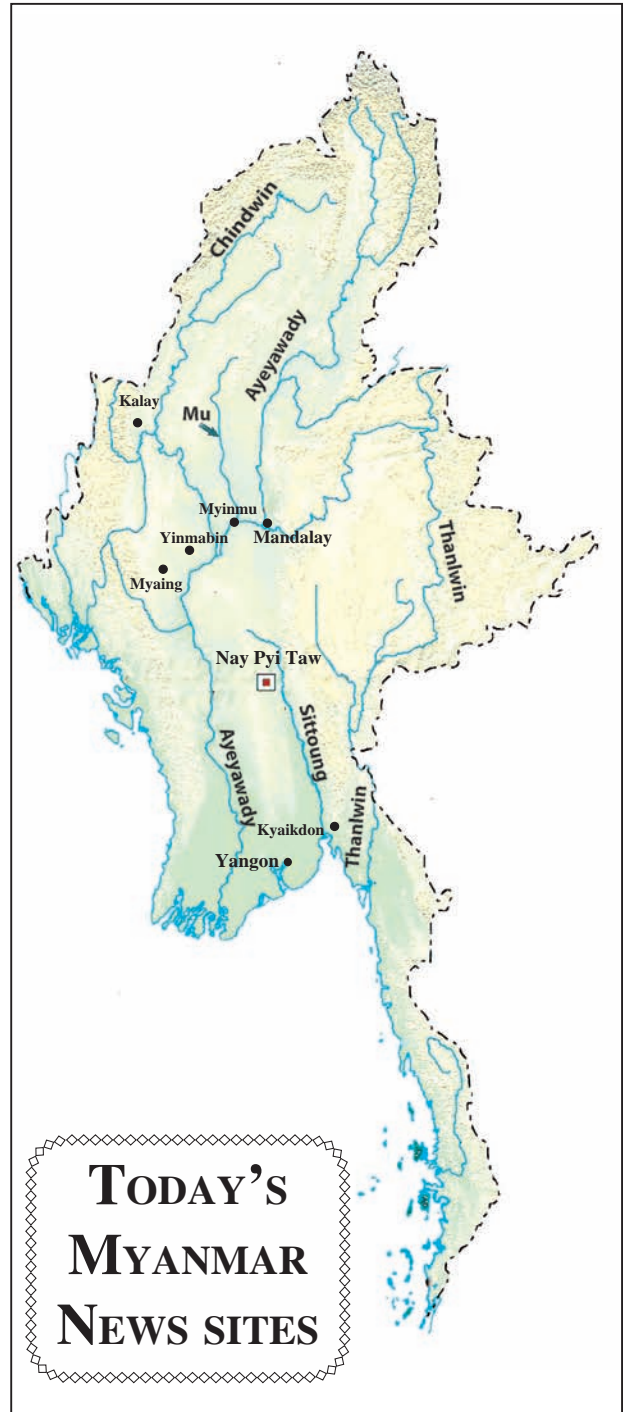 Chindwin
Ayeyawady
Kalay
Mu
Myinmu
Mandalay
Yinmabin
Myaing
Thanlwin
Nay Pyi Taw
Sittoung
Ayeyawady
Thanlwin
Kyaikdon
Yangon
TODAY'S
MYANMAR
NEWS SITES